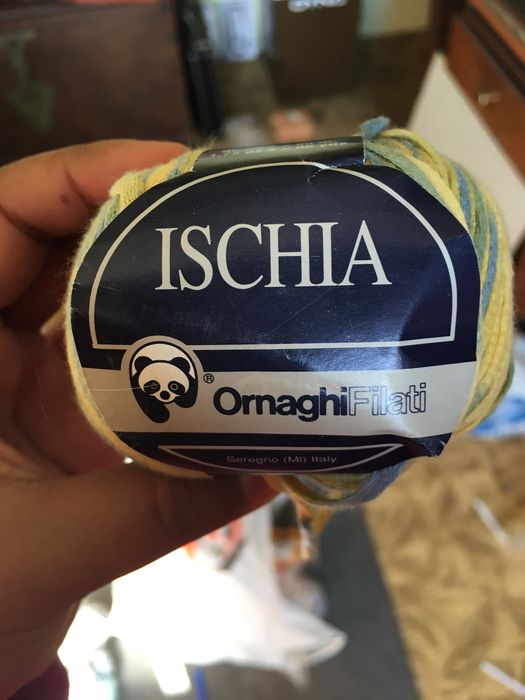 ISCHIA
® OrnaghiFilati
Seregno (Mi) Italy